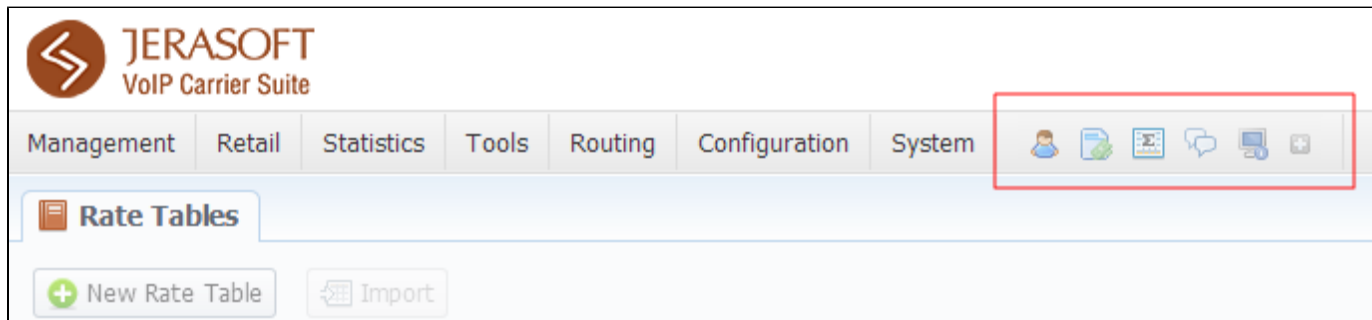 JERASOFT
VoIP Carrier Suite
Management Retail Statistics Tools Routing Configuration System
Rate Tables
New Rate Table Import